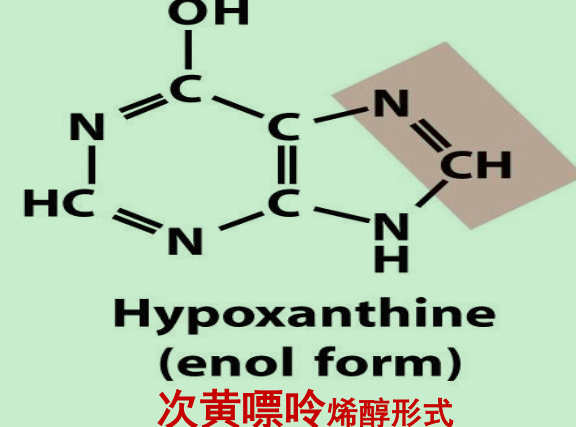 OH
C
N
N
C
CH
HC
C
N
N
H
Hypoxanthine
(enol form)
次黄嘌呤烯醇形式